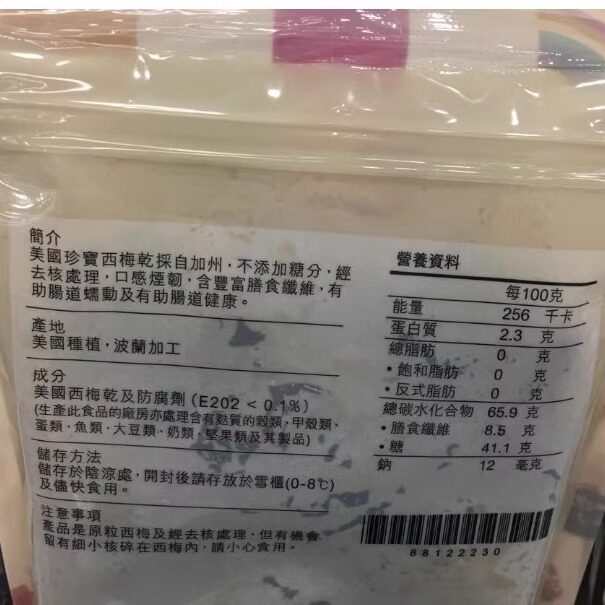 簡介
美國珍寶西梅乾採自加州，不添加糖分，經
去核處理，口感煙韌，含豐富膳食纖維，有
助腸道蠕動及有助腸道健康。
產地
美國種植，波蘭加工
成分
美國西梅乾及防腐劑 (E202 < 0.1%)
(生產此食品的廠房亦處理含有麩質的穀類、甲殼類、
蛋類、魚類、大豆類、奶類、堅果類及其製品)
儲存方法
儲存於陰涼處，開封後請存放於雪櫃(0-8℃)
及儘快食用。
注意事項
產品是原粒西梅及經去核處理，但有機會
留有細小核碎在西梅內，請小心食用。
營養資料
每100克
能量 256 千卡
蛋白質 2.3 克
總脂肪 0 克
•飽和脂肪 0 克
•反式脂肪 0 克
總碳水化合物 65.9 克
•膳食纖維 8.5 克
•糖 41.1 克
鈉 12 毫克
88122230